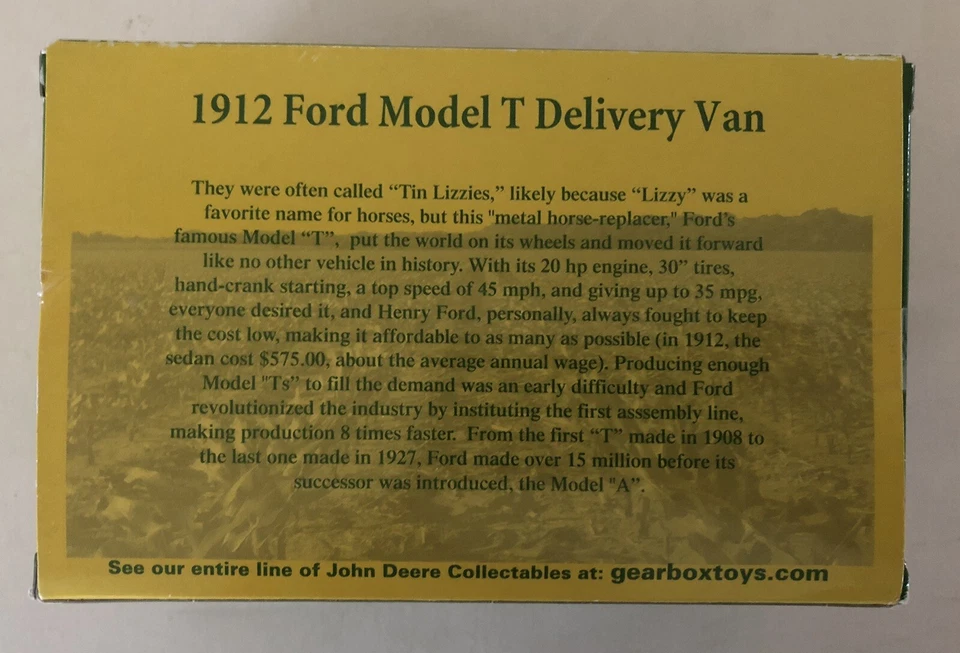 1912 Ford Model T Delivery Van
They were often called “Tin Lizzies,” likely because “Lizzy” was a
favorite name for horses, but this "metal horse-replacer," Ford’s
famous Model “T”, put the world on its wheels and moved it forward
like no other vehicle in history. With its 20 hp engine, 30” tires,
hand-crank starting, a top speed of 45 mph, and giving up to 35 mpg,
everyone desired it, and Henry Ford, personally, always fought to keep
the cost low, making it affordable to as many as possible (in 1912, the
sedan cost $575.00, about the average annual wage). Producing enough
Model "Ts” to fill the demand was an early difficulty and Ford
revolutionized the industry by instituting the first asssembly line,
making production 8 times faster. From the first “T” made in 1908 to
the last one made in 1927, Ford made over 15 million before its
successor was introduced, the Model "A”.
See our entire line of John Deere Collectables at: gearboxtoys.com